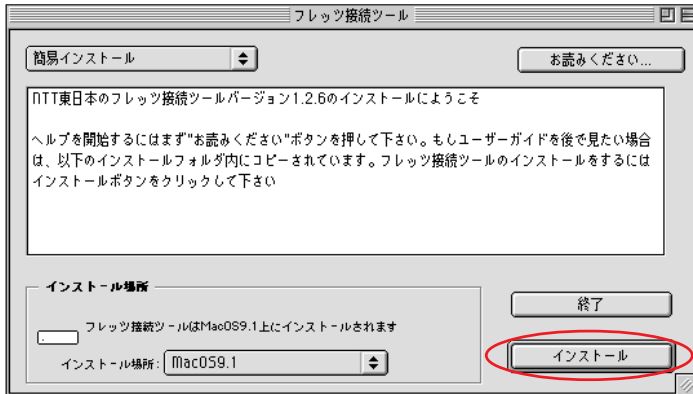 フレッツ接続ツール
簡易インストール
お読みください...
NTT東日本のフレッツ接続ツールバージョン1.2.6のインストールにようこそ
ヘルプを開始するにはまず"お読みください"ボタンを押して下さい。もしユーザーガイドを後で見たい場合
は、以下のインストールフォルダ内にコピーされています。フレッツ接続ツールのインストールをするには
インストールボタンをクリックして下さい
インストール場所
フレッツ接続ツールはMacOS9.1上にインストールされます
インストール場所:MacOS9.1
終了
インストール